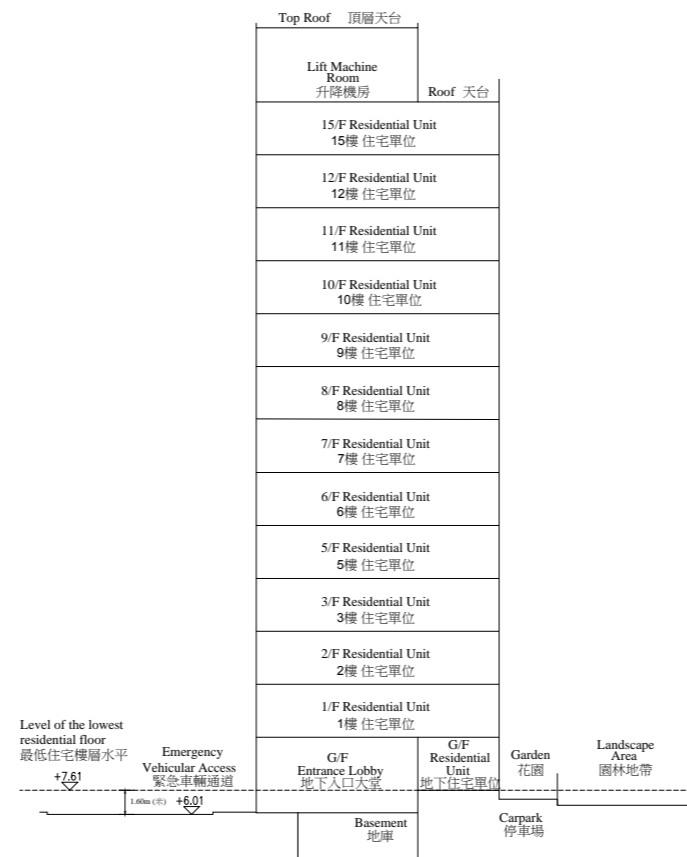 Top Roof 頂層天台
Lift Machine
Room
升降機房
Roof 天台
15/F Residential Unit
15樓 住宅單位
12/F Residential Unit
12樓 住宅單位
11/F Residential Unit
11樓 住宅單位
10/F Residential Unit
10樓 住宅單位
9/F Residential Unit
9樓 住宅單位
8/F Residential Unit
8樓 住宅單位
7/F Residential Unit
7樓 住宅單位
6/F Residential Unit
6樓 住宅單位
5/F Residential Unit
5樓 住宅單位
3/F Residential Unit
3樓 住宅單位
2/F Residential Unit
2樓 住宅單位
1/F Residential Unit
1樓 住宅單位
Level of the lowest
residential floor
最低住宅樓層水平
+7.61
Emergency
Vehicular Access
緊急車輛通道
1.60m (米)
+6.01
G/F
Entrance Lobby
地下入口大堂
G/F
Residential
Unit
地下住宅單位
Garden
花園
Landscape
Area
園林地帶
Basement
地庫
Carpark
停車場